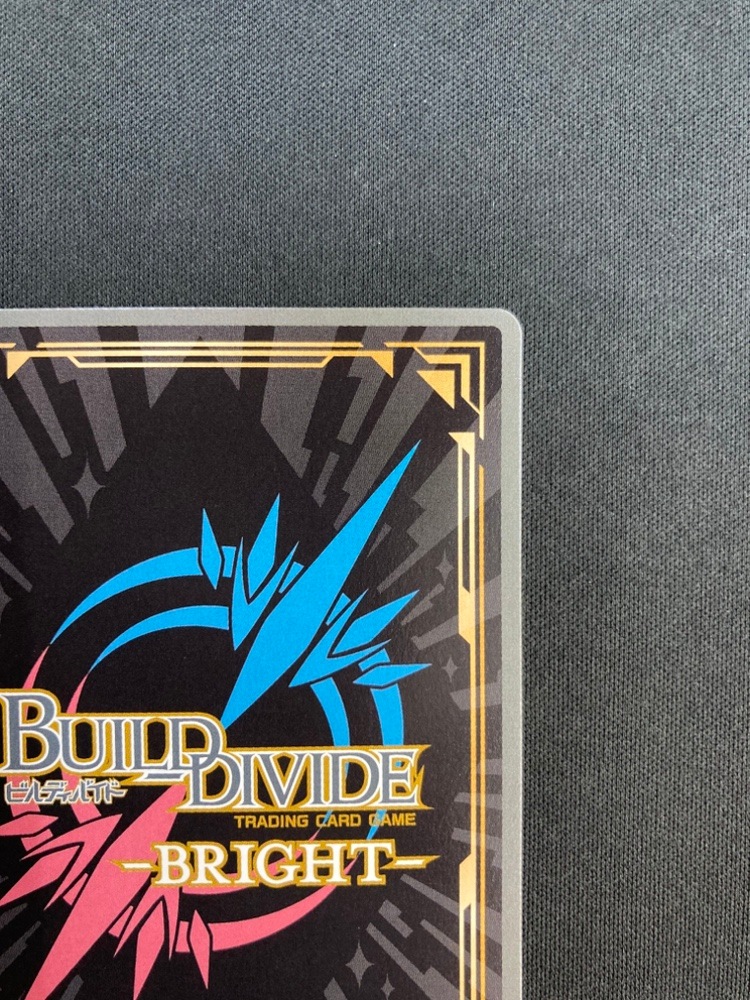 BUILD DIVIDE
ビルディバイド
TRADING CARD GAME
-BRIGHT-